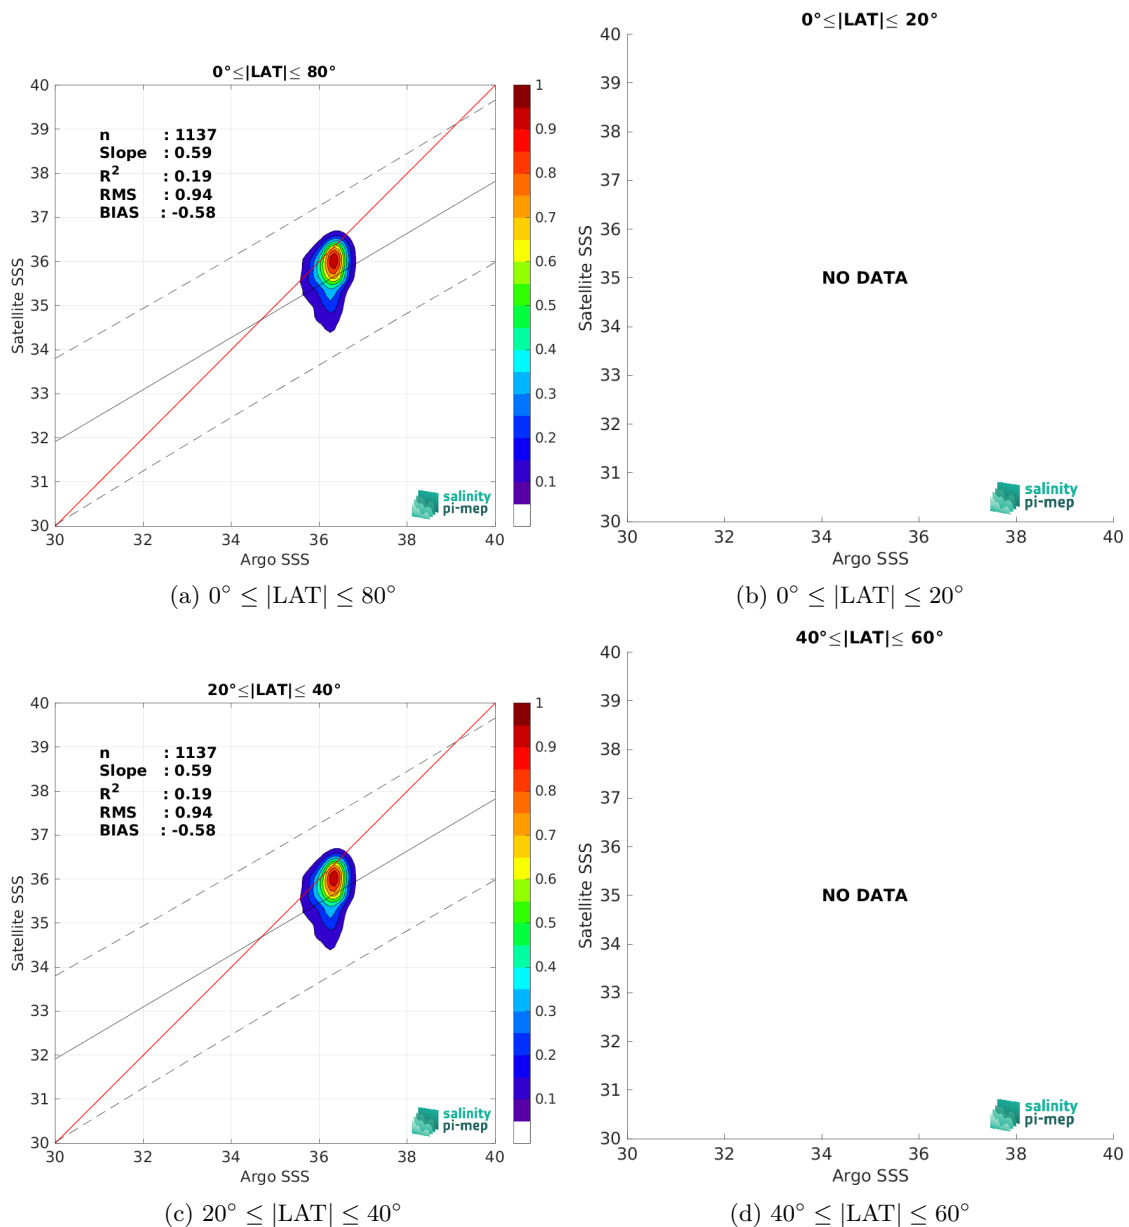 0°≤|LAT|≤ 80°
40
39
38
37
36
35
34
33
32
31
30
30
32
34
36
38
40
Satellite SSS
Argo SSS
n : 1137
Slope : 0.59
R² : 0.19
RMS : 0.94
BIAS : -0.58
1
0.9
0.8
0.7
0.6
0.5
0.4
0.3
0.2
0.1
salinity
pi-mep
(a) 0° ≤ |LAT| ≤ 80°
0°≤|LAT|≤ 20°
40
39
38
37
36
35
34
33
32
31
30
30
32
34
36
38
40
Satellite SSS
Argo SSS
NO DATA
salinity
pi-mep
(b) 0° ≤ |LAT| ≤ 20°
20°≤|LAT|≤ 40°
40
39
38
37
36
35
34
33
32
31
30
30
32
34
36
38
40
Satellite SSS
Argo SSS
n : 1137
Slope : 0.59
R² : 0.19
RMS : 0.94
BIAS : -0.58
1
0.9
0.8
0.7
0.6
0.5
0.4
0.3
0.2
0.1
salinity
pi-mep
(c) 20° ≤ |LAT| ≤ 40°
40°≤|LAT|≤ 60°
40
39
38
37
36
35
34
33
32
31
30
30
32
34
36
38
40
Satellite SSS
Argo SSS
NO DATA
salinity
pi-mep
(d) 40° ≤ |LAT| ≤ 60°